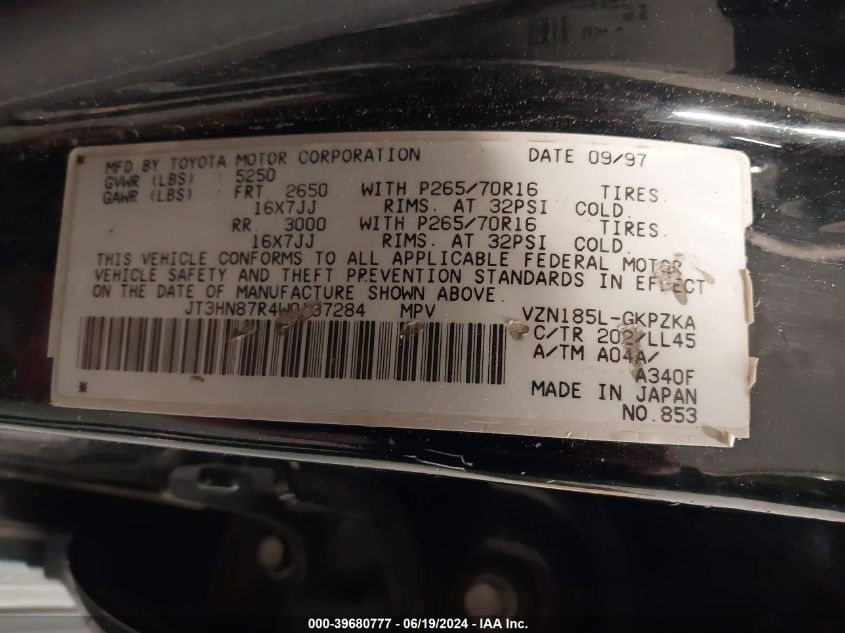 MFD BY TOYOTA MOTOR CORPORATION DATE 09/97
GVWR (LBS) 5250
GAWR (LBS) FRT 2650 WITH P265/70R16 TIRES.
16X7JJ RIMS. AT 32PSI COLD.
RR. 3000 WITH P265/70R16 TIRES.
16X7JJ RIMS. AT 32PSI COLD.
THIS VEHICLE CONFORMS TO ALL APPLICABLE FEDERAL MOTOR
VEHICLE SAFETY AND THEFT PREVENTION STANDARDS IN EFFECT
ON THE DATE OF MANUFACTURE SHOWN ABOVE.
MPV VZN185L-GKPZKA
C/TR 202/LL45
A/TM A04A/
A340F
MADE IN JAPAN
NO.853
000-39680777 - 06/19/2024 - IAA Inc.